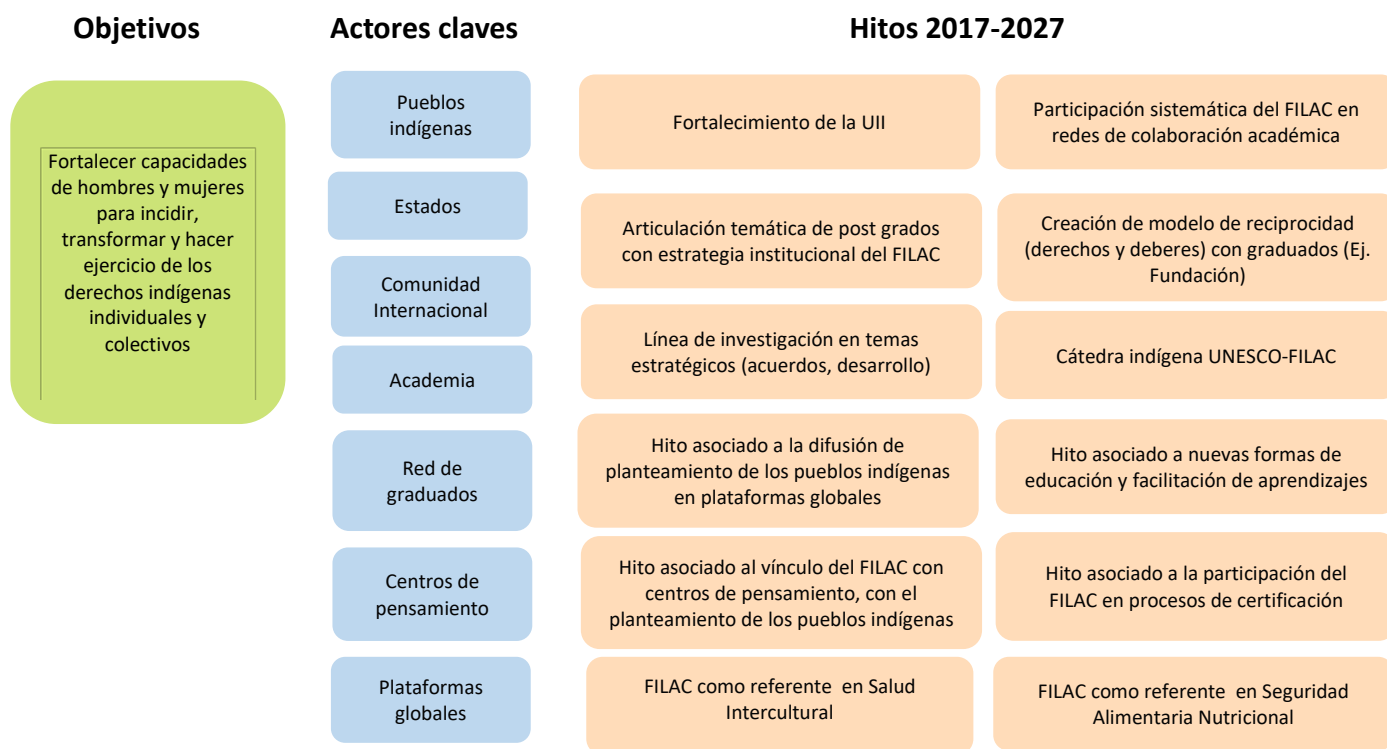 Objetivos
Actores claves
Hitos 2017-2027
Fortalecer capacidades
de hombres y mujeres
para incidir,
transformar y hacer
ejercicio de los
derechos indígenas
individuales y
colectivos
Pueblos
indígenas
Estados
Comunidad
Internacional
Academia
Red de
graduados
Centros de
pensamiento
Plataformas
globales
Fortalecimiento de la UII
Participación sistemática del FILAC en
redes de colaboración académica
Articulación temática de post grados
con estrategia institucional del FILAC
Creación de modelo de reciprocidad
(derechos y deberes) con graduados (Ej.
Fundación)
Línea de investigación en temas
estratégicos (acuerdos, desarrollo)
Cátedra indígena UNESCO-FILAC
Hito asociado a la difusión de
planteamiento de los pueblos indígenas
en plataformas globales
Hito asociado a nuevas formas de
educación y facilitación de aprendizajes
Hito asociado al vínculo del FILAC con
centros de pensamiento, con el
planteamiento de los pueblos indígenas
Hito asociado a la participación del
FILAC en procesos de certificación
FILAC como referente en Salud
Intercultural
FILAC como referente en Seguridad
Alimentaria Nutricional